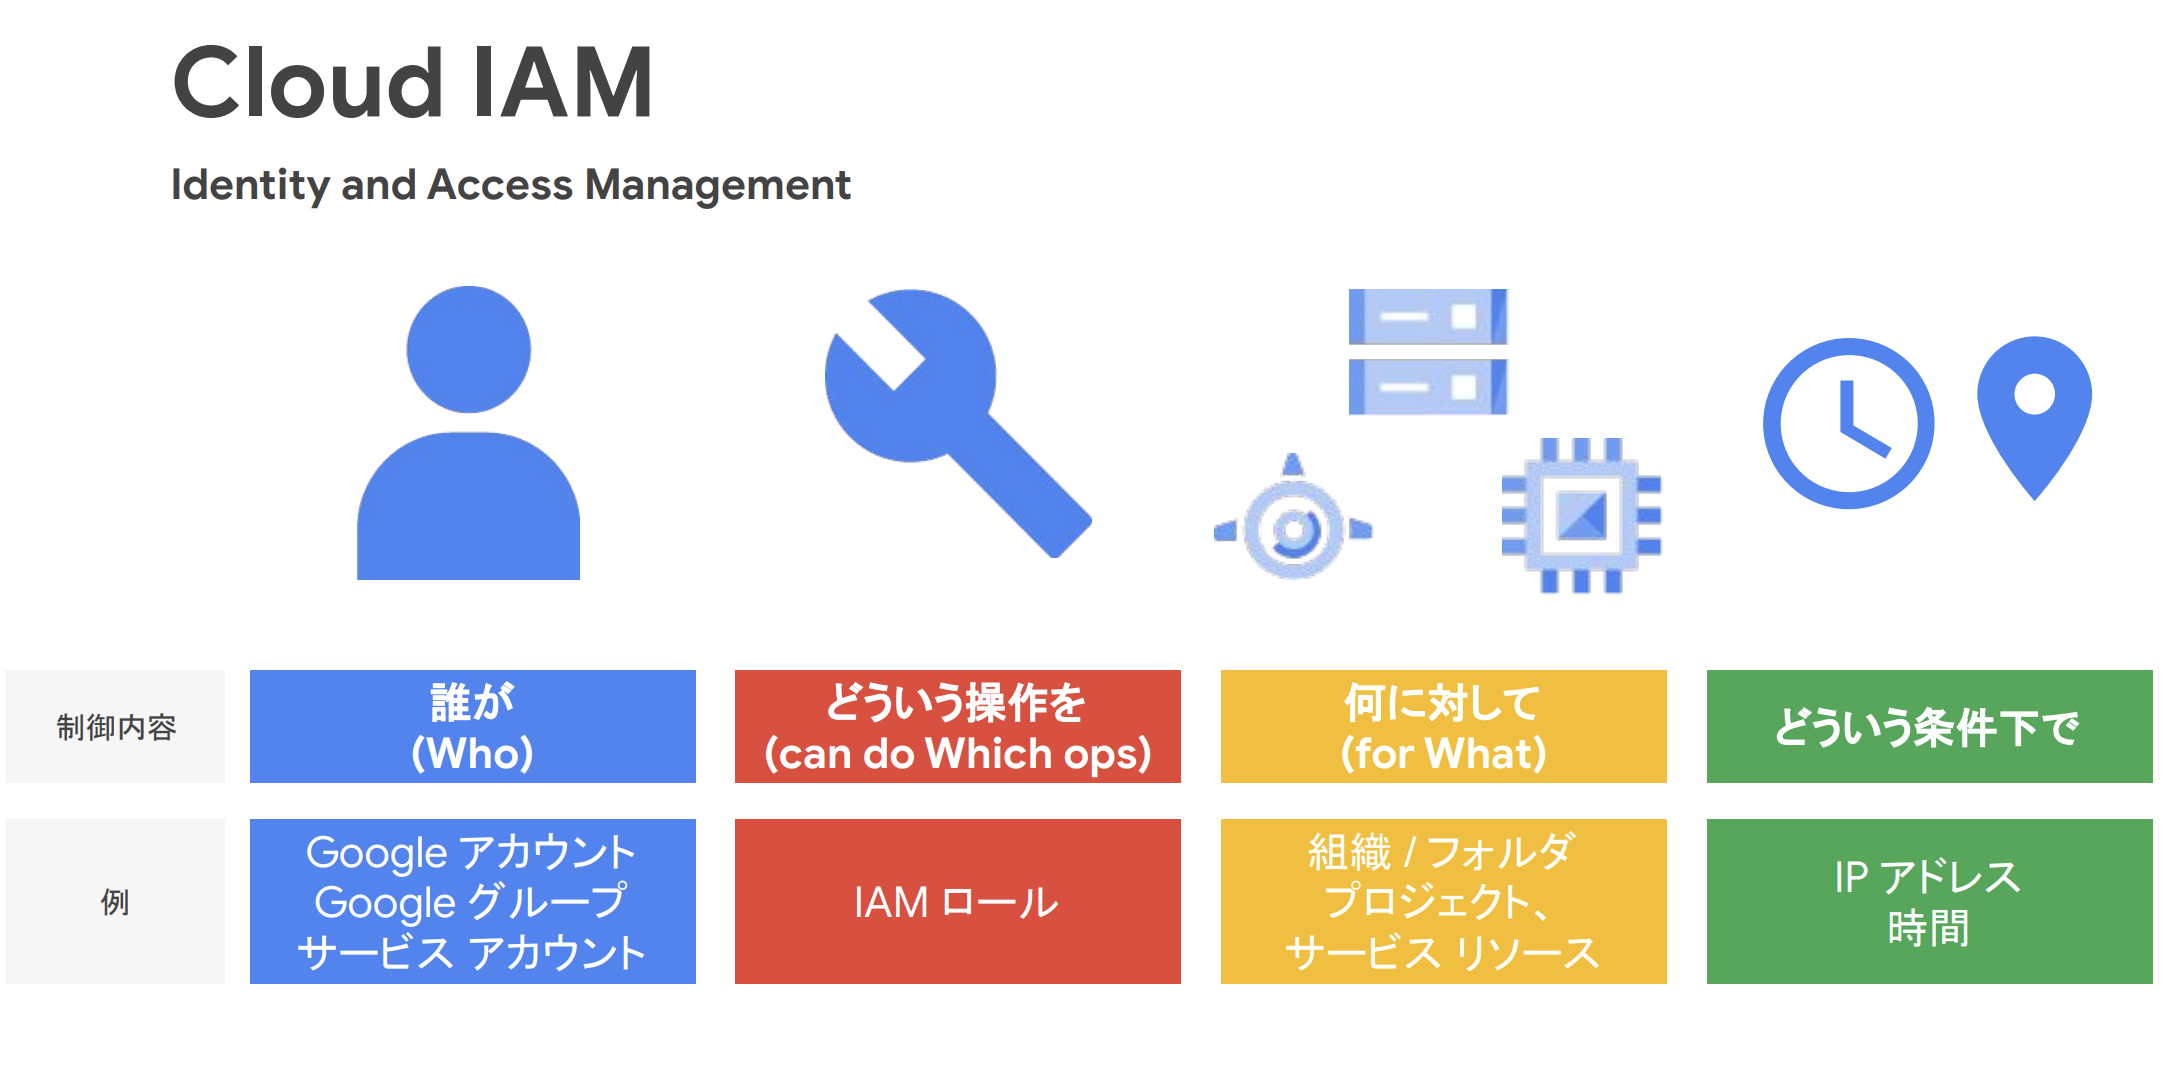 Cloud IAM
Identity and Access Management
制御内容
誰が
(Who)
どういう操作を
(can do Which ops)
何に対して
(for What)
どういう条件下で
例
Google アカウント
Google グループ
サービス アカウント
IAM ロール
組織 / フォルダ
プロジェクト、
サービス リソース
IP アドレス
時間